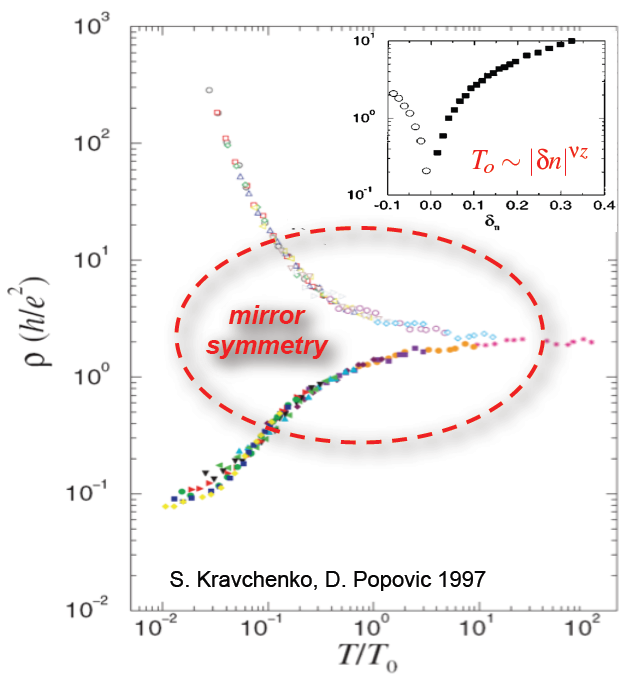 10³
10²
10¹
10⁰
10⁻¹
10⁻²
ρ (h/e²)
10¹
10⁰
10⁻¹
-0.1 0.0 0.1 0.2 0.3 0.4
δₙ
Tₒ ~ |δn|^νz
mirror
symmetry
S. Kravchenko, D. Popovic 1997
10⁻² 10⁻¹ 10⁰ 10¹ 10²
T/T₀